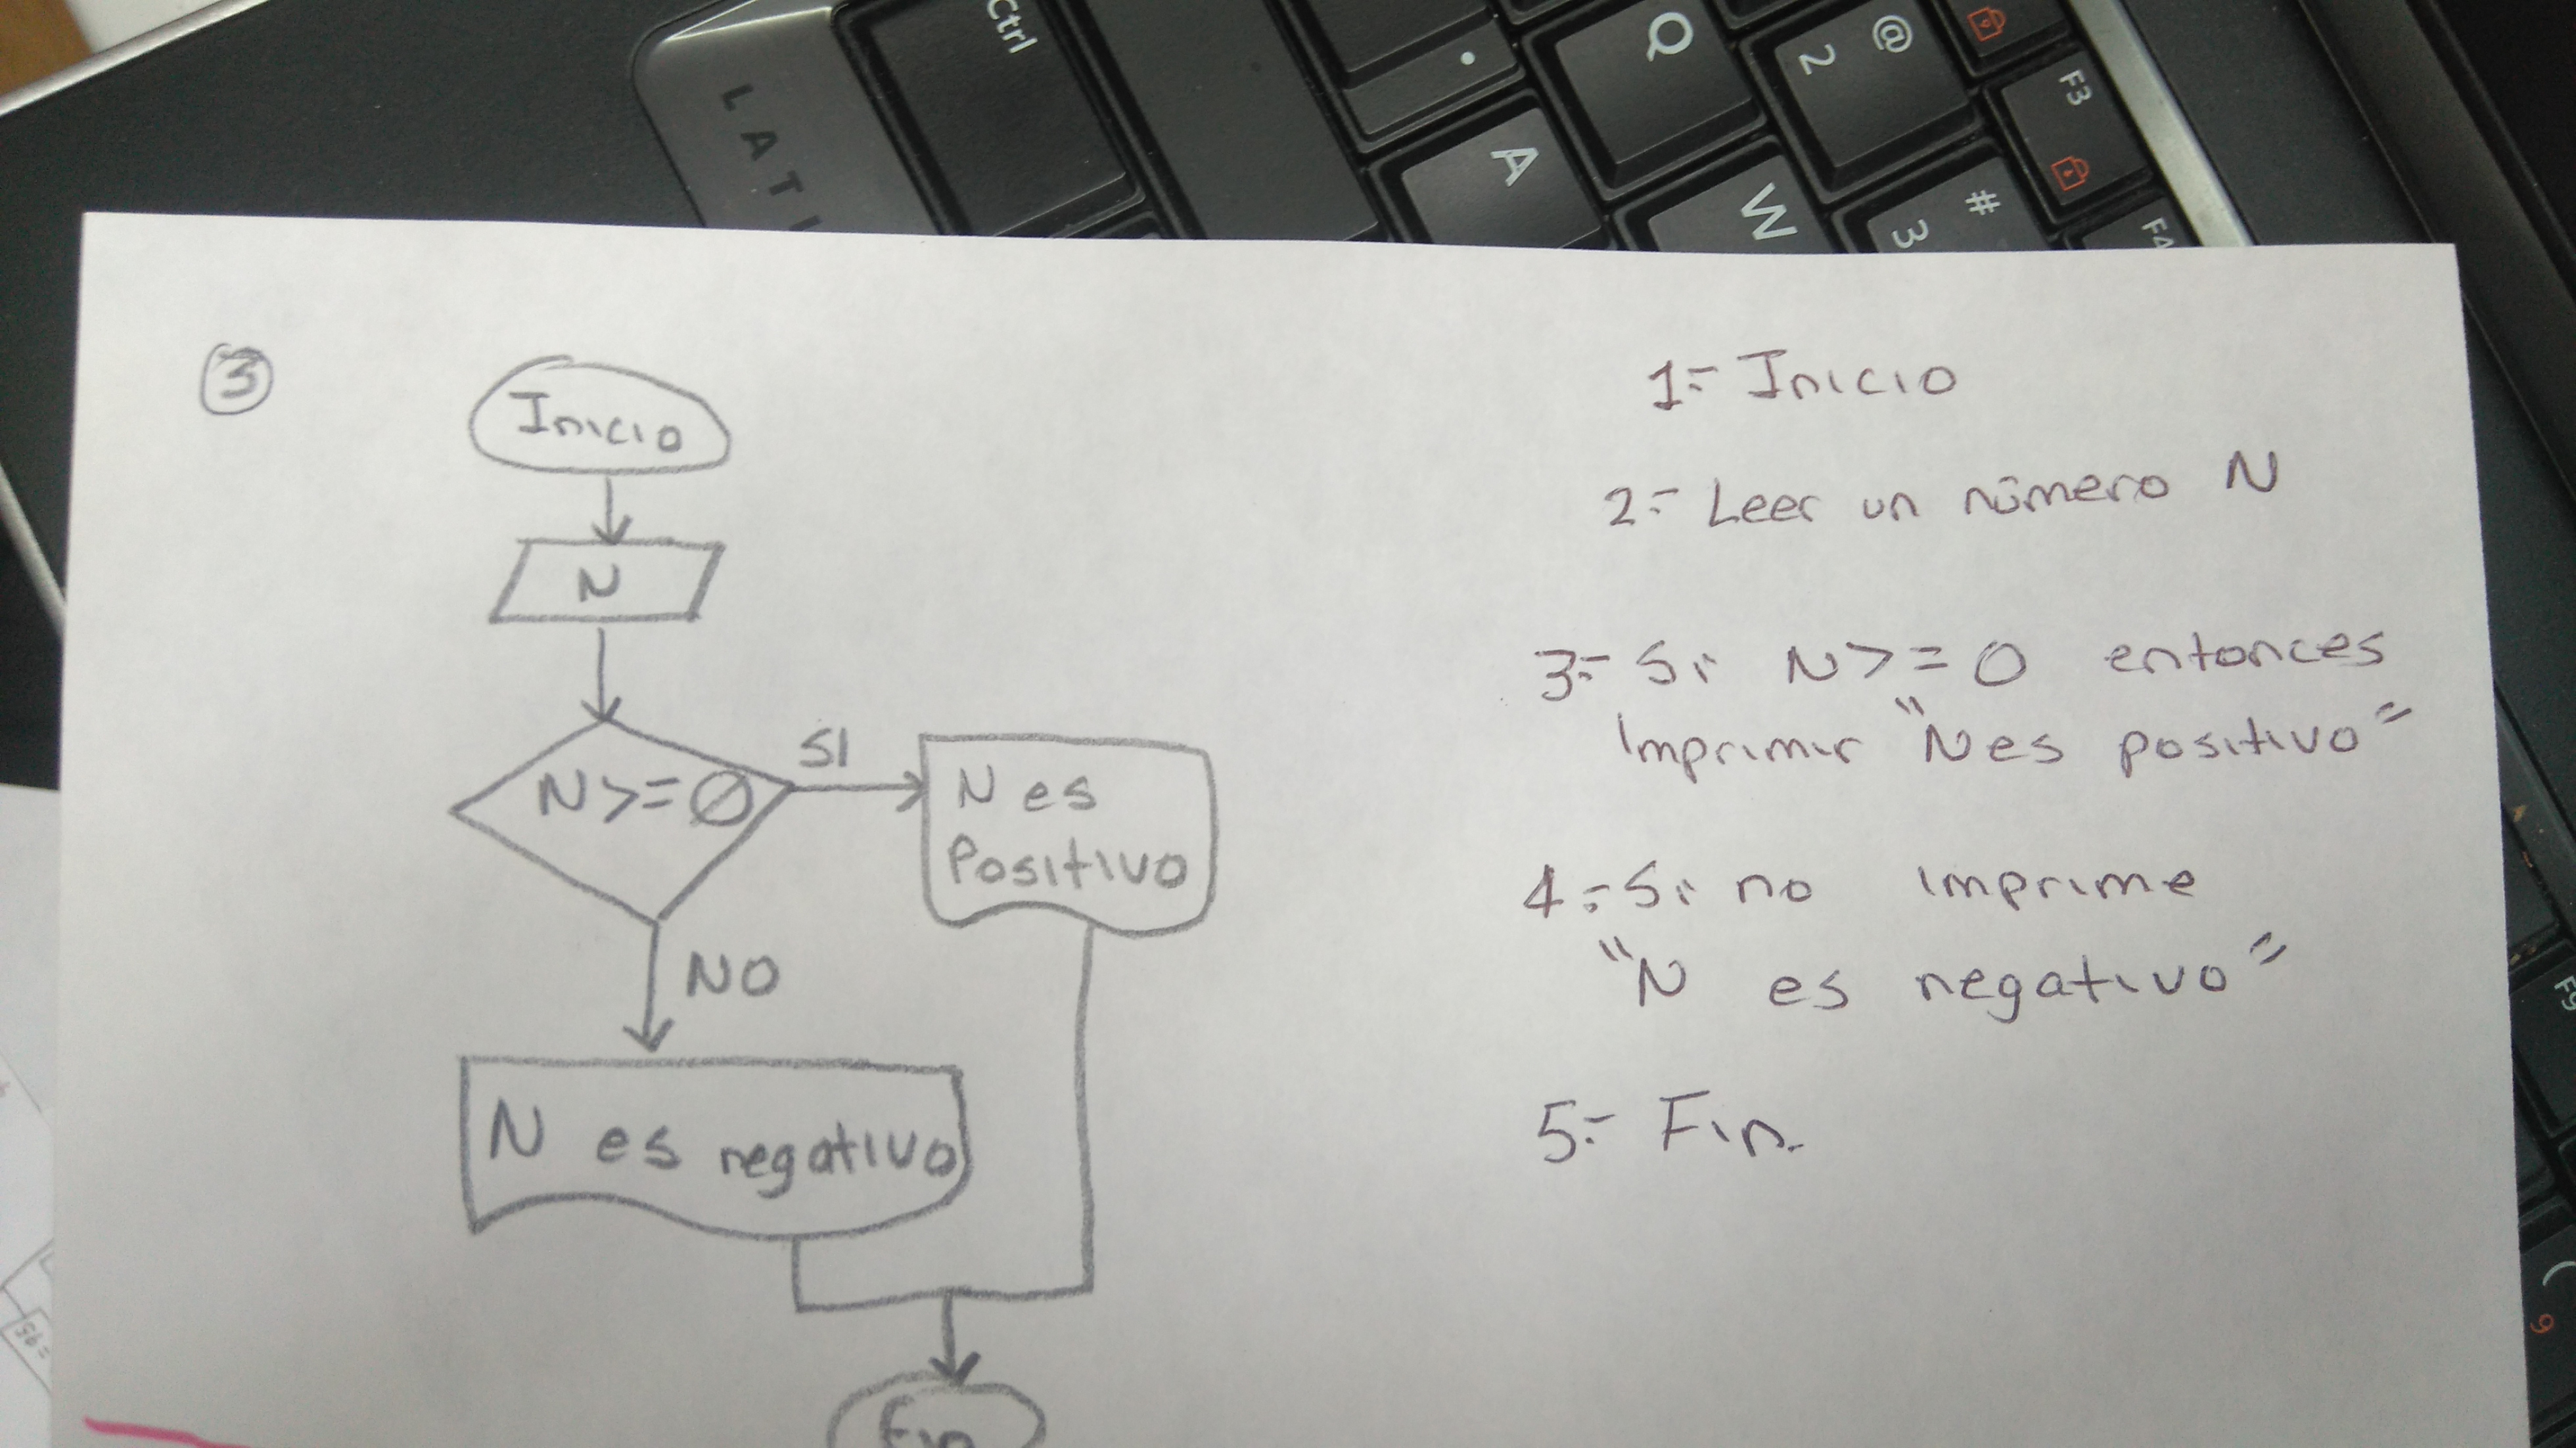 Ctrl
LATI
Q
@
2
F3
A
W
#
3
F4
③
Inicio
N
N>=Ø
SI
N es
Positivo
NO
N es negativo
Fin
1.- Inicio
2.- Leer un número N
3.- Si N>=0 entonces
Imprimir "N es positivo"
4.- Si no imprime
"N es negativo"
5.- Fin.
F9
(
9